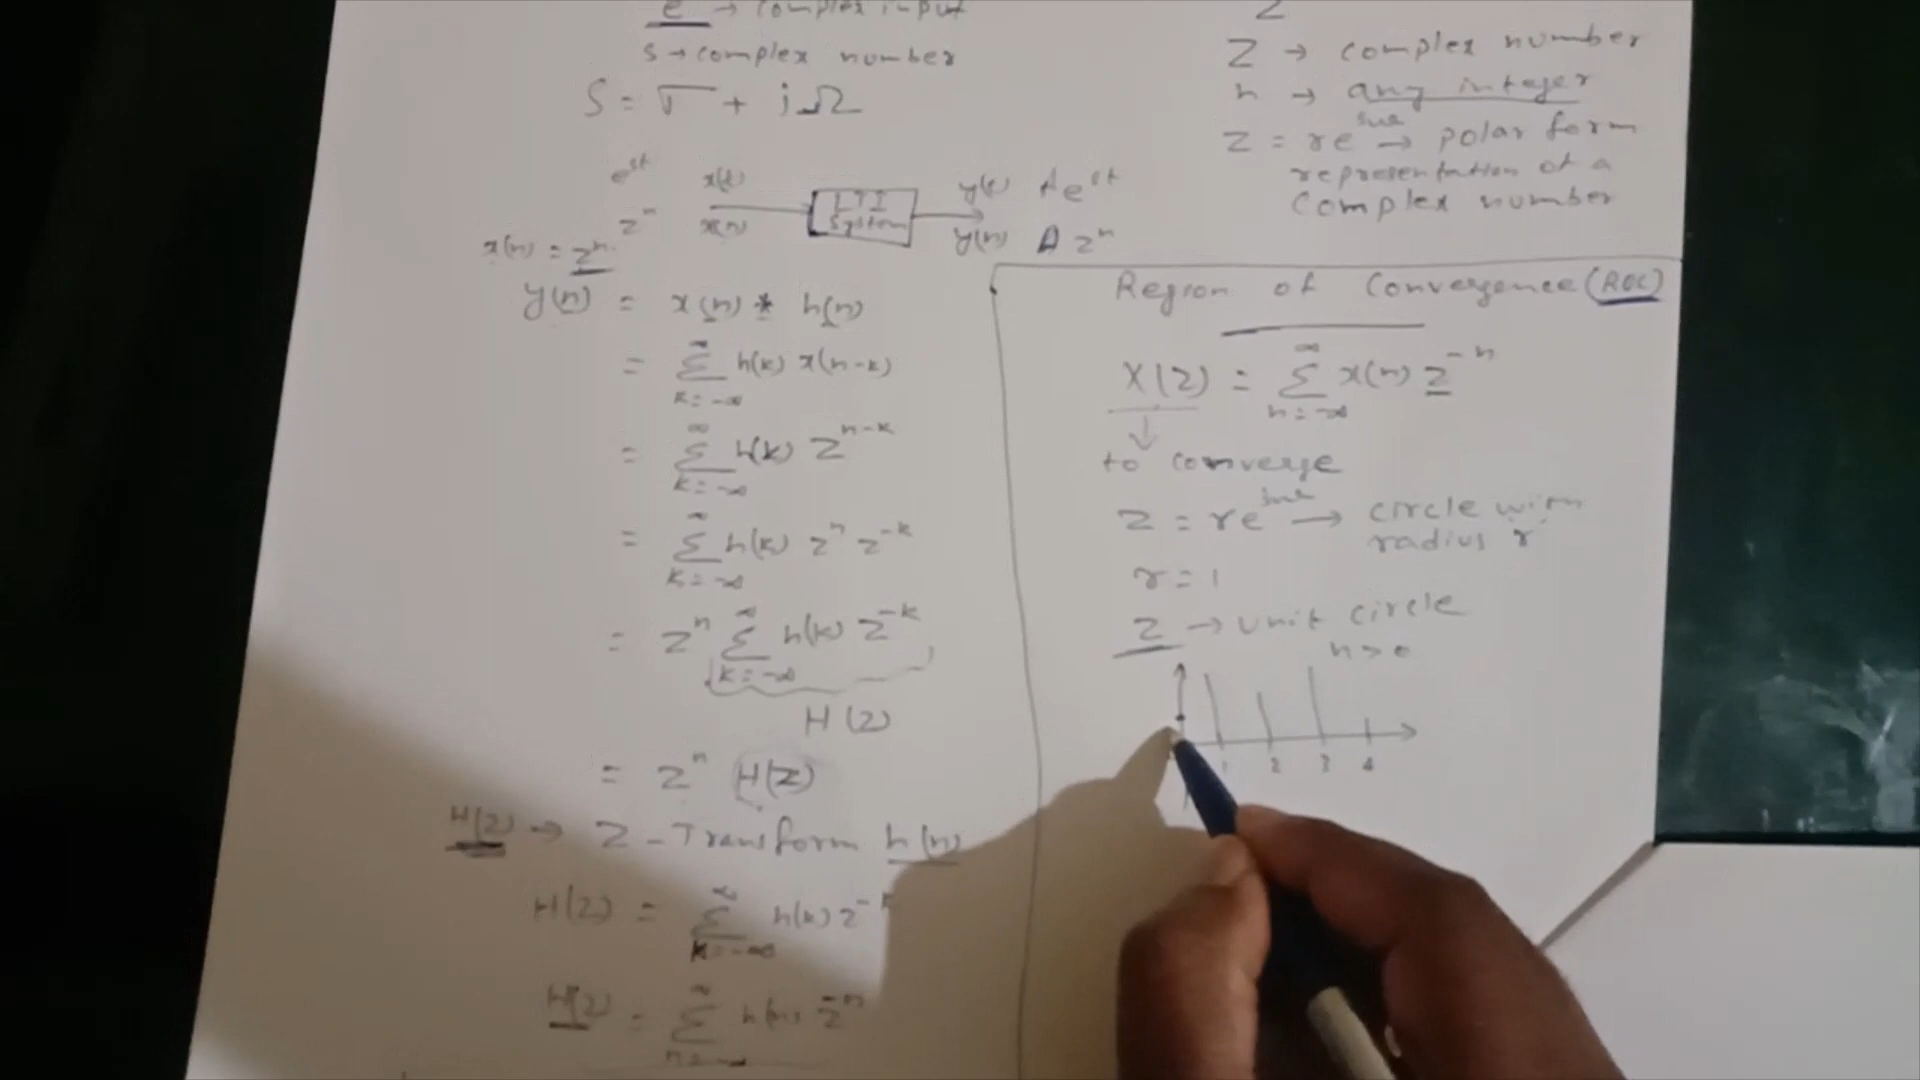 e → complex input
s → complex number
S = σ + jΩ
e^st x(t) LTI y(t) A e^st
z^n x(n) System y(n) A z^n
x(n) = z^n
y(n) = x(n) * h(n)
= ∞ Σ k=-∞ h(k) x(n-k)
= ∞ Σ k=-∞ h(k) z^n-k
= ∞ Σ k=-∞ h(k) z^n z^-k
= z^n ∞ Σ k=-∞ h(k) z^-k
H(z)
= z^n H(z)
H(z) → Z-Transform h(n)
H(z) = ∞ Σ k=-∞ h(k) z^-k
H(z) = ∞ Σ n=-∞ h(n) z^-n
Z
Z → complex number
n → any integer
Z = re^jω → polar form
representation of a
complex number
Region of Convergence (ROC)
X(Z) = ∞ Σ n=-∞ x(n) z^-n
↓
to converge
Z = re^jω → circle with
radius r
r = 1
Z → Unit circle
n > 0
1 2 3 4